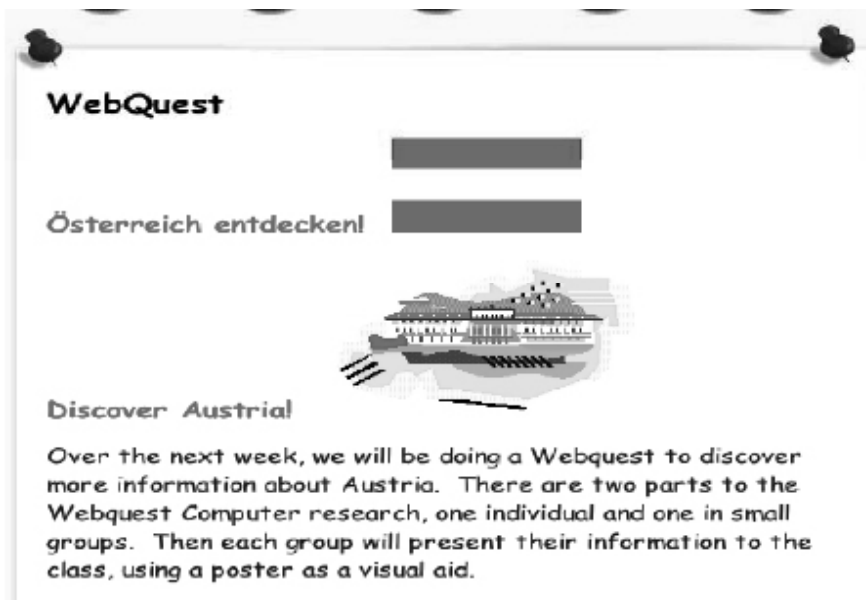 WebQuest
Österreich entdecken!
Discover Austria!
Over the next week, we will be doing a Webquest to discover
more information about Austria.  There are two parts to the
Webquest Computer research, one individual and one in small
groups.  Then each group will present their information to the
class, using a poster as a visual aid.